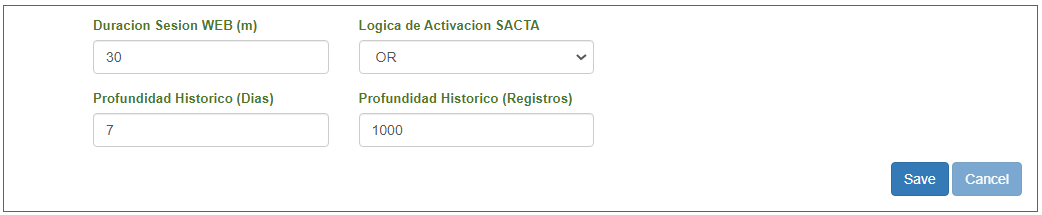 Duracion Sesion WEB (m) Logica de Activacion SACTA
30 OR
Profundidad Historico (Dias) Profundidad Historico (Registros)
7 1000
Save Cancel